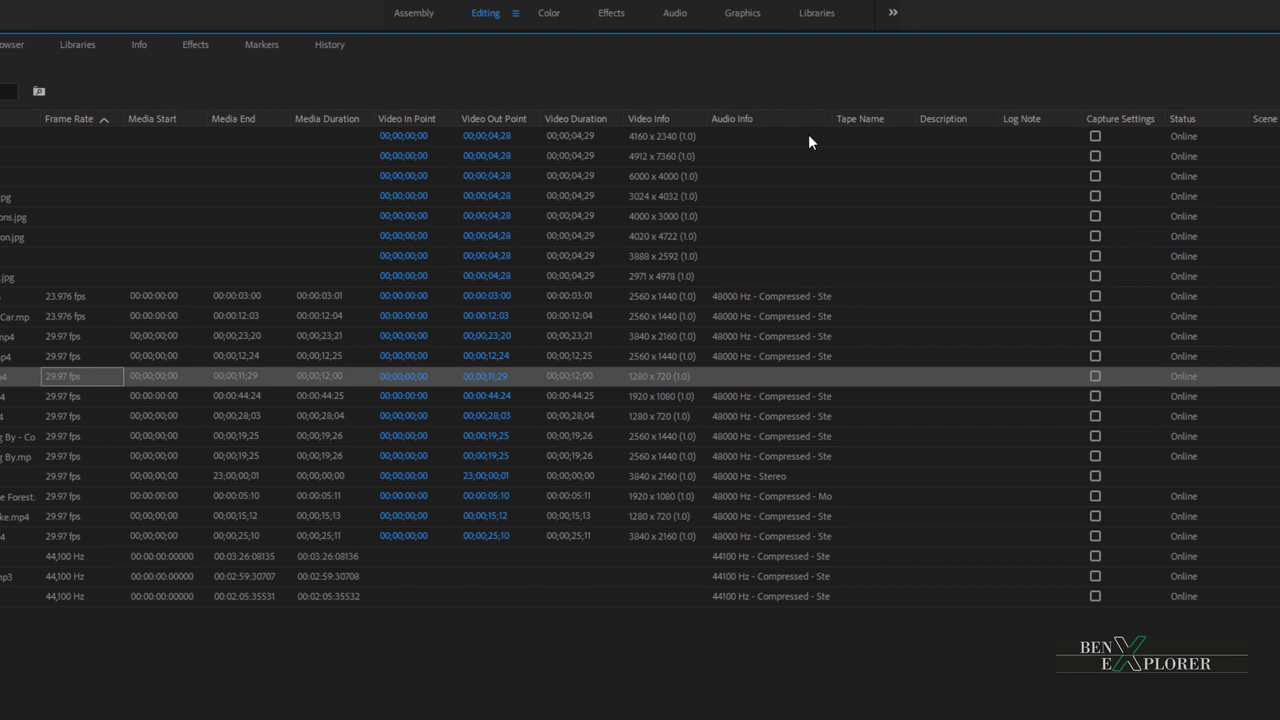 Assembly Editing Color Effects Audio Graphics Libraries
owser Libraries Info Effects Markers History
Frame Rate Media Start Media End Media Duration Video In Point Video Out Point Video Duration Video Info Audio Info Tape Name Description Log Note Capture Settings Status Scene
00;00;00;00 00;00;04;28 00;00;04;29 4160 x 2340 (1.0) Online
00;00;00;00 00;00;04;28 00;00;04;29 4912 x 7360 (1.0) Online
00;00;00;00 00;00;04;28 00;00;04;29 6000 x 4000 (1.0) Online
.jpg 00;00;00;00 00;00;04;28 00;00;04;29 3024 x 4032 (1.0) Online
ons.jpg 00;00;00;00 00;00;04;28 00;00;04;29 4000 x 3000 (1.0) Online
on.jpg 00;00;00;00 00;00;04;28 00;00;04;29 4020 x 4722 (1.0) Online
00;00;00;00 00;00;04;28 00;00;04;29 3888 x 2592 (1.0) Online
.jpg 00;00;00;00 00;00;04;28 00;00;04;29 2971 x 4978 (1.0) Online
23.976 fps 00:00:00:00 00:00:03:00 00:00:03:01 00:00:00:00 00:00:03:00 00:00:03:01 2560 x 1440 (1.0) 48000 Hz - Compressed - Ste Online
Car.mp 23.976 fps 00:00:00:00 00:00:12:03 00:00:12:04 00:00:00:00 00:00:12:03 00:00:12:04 2560 x 1440 (1.0) 48000 Hz - Compressed - Ste Online
mp4 29.97 fps 00;00;00;00 00;00;23;20 00;00;23;21 00;00;00;00 00;00;23;20 00;00;23;21 3840 x 2160 (1.0) 48000 Hz - Compressed - Ste Online
p4 29.97 fps 00;00;00;00 00;00;12;24 00;00;12;25 00;00;00;00 00;00;12;24 00;00;12;25 2560 x 1440 (1.0) 48000 Hz - Compressed - Ste Online
p4 29.97 fps 00;00;00;00 00;00;11;29 00;00;12;00 00;00;00;00 00;00;11;29 00;00;12;00 1280 x 720 (1.0) Online
4 29.97 fps 00:00:00:00 00:00:44:24 00:00:44:25 00:00:00:00 00:00:44:24 00:00:44:25 1920 x 1080 (1.0) 48000 Hz - Compressed - Ste Online
4 29.97 fps 00;00;00;00 00;00;28;03 00;00;28;04 00;00;00;00 00;00;28;03 00;00;28;04 1280 x 720 (1.0) 48000 Hz - Compressed - Ste Online
g By - Co 29.97 fps 00;00;00;00 00;00;19;25 00;00;19;26 00;00;00;00 00;00;19;25 00;00;19;26 2560 x 1440 (1.0) 48000 Hz - Compressed - Ste Online
g By.mp 29.97 fps 00;00;00;00 00;00;19;25 00;00;19;26 00;00;00;00 00;00;19;25 00;00;19;26 2560 x 1440 (1.0) 48000 Hz - Compressed - Ste Online
29.97 fps 00;00;00;00 23;00;00;01 00;00;00;00 00;00;00;00 23;00;00;01 00;00;00;00 3840 x 2160 (1.0) 48000 Hz - Stereo
e Forest. 29.97 fps 00:00:00:00 00:00:05:10 00:00:05:11 00:00:00:00 00:00:05:10 00:00:05:11 1920 x 1080 (1.0) 48000 Hz - Compressed - Mo Online
ke.mp4 29.97 fps 00;00;00;00 00;00;15;12 00;00;15;13 00;00;00;00 00;00;15;12 00;00;15;13 1280 x 720 (1.0) 48000 Hz - Compressed - Ste Online
4 29.97 fps 00;00;00;00 00;00;25;10 00;00;25;11 00;00;00;00 00;00;25;10 00;00;25;11 3840 x 2160 (1.0) 48000 Hz - Compressed - Ste Online
44,100 Hz 00:00:00:00000 00:03:26:08135 00:03:26:08136 44100 Hz - Compressed - Ste Online
mp3 44,100 Hz 00:00:00:00000 00:02:59:30707 00:02:59:30708 44100 Hz - Compressed - Ste Online
44,100 Hz 00:00:00:00000 00:02:05:35531 00:02:05:35532 44100 Hz - Compressed - Ste Online
BEN
EXPLORER